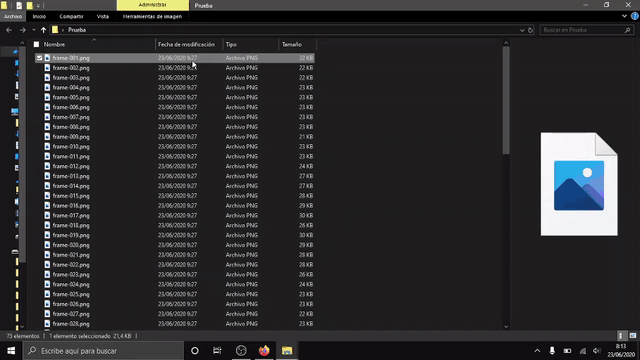 Administrar
Prueba
Archivo Inicio Compartir Vista Herramientas de imagen
Prueba
Buscar en Prueba
Nombre Fecha de modificación Tipo Tamaño
frame-001.png 23/06/2020 9:27 Archivo PNG 22 KB
frame-002.png 23/06/2020 9:27 Archivo PNG 22 KB
frame-003.png 23/06/2020 9:27 Archivo PNG 22 KB
frame-004.png 23/06/2020 9:27 Archivo PNG 23 KB
frame-005.png 23/06/2020 9:27 Archivo PNG 23 KB
frame-006.png 23/06/2020 9:27 Archivo PNG 23 KB
frame-007.png 23/06/2020 9:27 Archivo PNG 23 KB
frame-008.png 23/06/2020 9:27 Archivo PNG 23 KB
frame-009.png 23/06/2020 9:27 Archivo PNG 21 KB
frame-010.png 23/06/2020 9:27 Archivo PNG 23 KB
frame-011.png 23/06/2020 9:27 Archivo PNG 23 KB
frame-012.png 23/06/2020 9:27 Archivo PNG 24 KB
frame-013.png 23/06/2020 9:27 Archivo PNG 27 KB
frame-014.png 23/06/2020 9:27 Archivo PNG 27 KB
frame-015.png 23/06/2020 9:27 Archivo PNG 28 KB
frame-016.png 23/06/2020 9:27 Archivo PNG 29 KB
frame-017.png 23/06/2020 9:27 Archivo PNG 30 KB
frame-018.png 23/06/2020 9:27 Archivo PNG 26 KB
frame-019.png 23/06/2020 9:27 Archivo PNG 30 KB
frame-020.png 23/06/2020 9:27 Archivo PNG 29 KB
frame-021.png 23/06/2020 9:27 Archivo PNG 28 KB
frame-022.png 23/06/2020 9:27 Archivo PNG 28 KB
frame-023.png 23/06/2020 9:27 Archivo PNG 26 KB
frame-024.png 23/06/2020 9:27 Archivo PNG 24 KB
frame-025.png 23/06/2020 9:27 Archivo PNG 23 KB
frame-026.png 23/06/2020 9:27 Archivo PNG 23 KB
frame-027.png 23/06/2020 9:27 Archivo PNG 22 KB
frame-028.png 23/06/2020 9:27 Archivo PNG 23 KB
1 elemento seleccionado 21,4 KB
Escribe aquí para buscar
8:13
23/06/2020